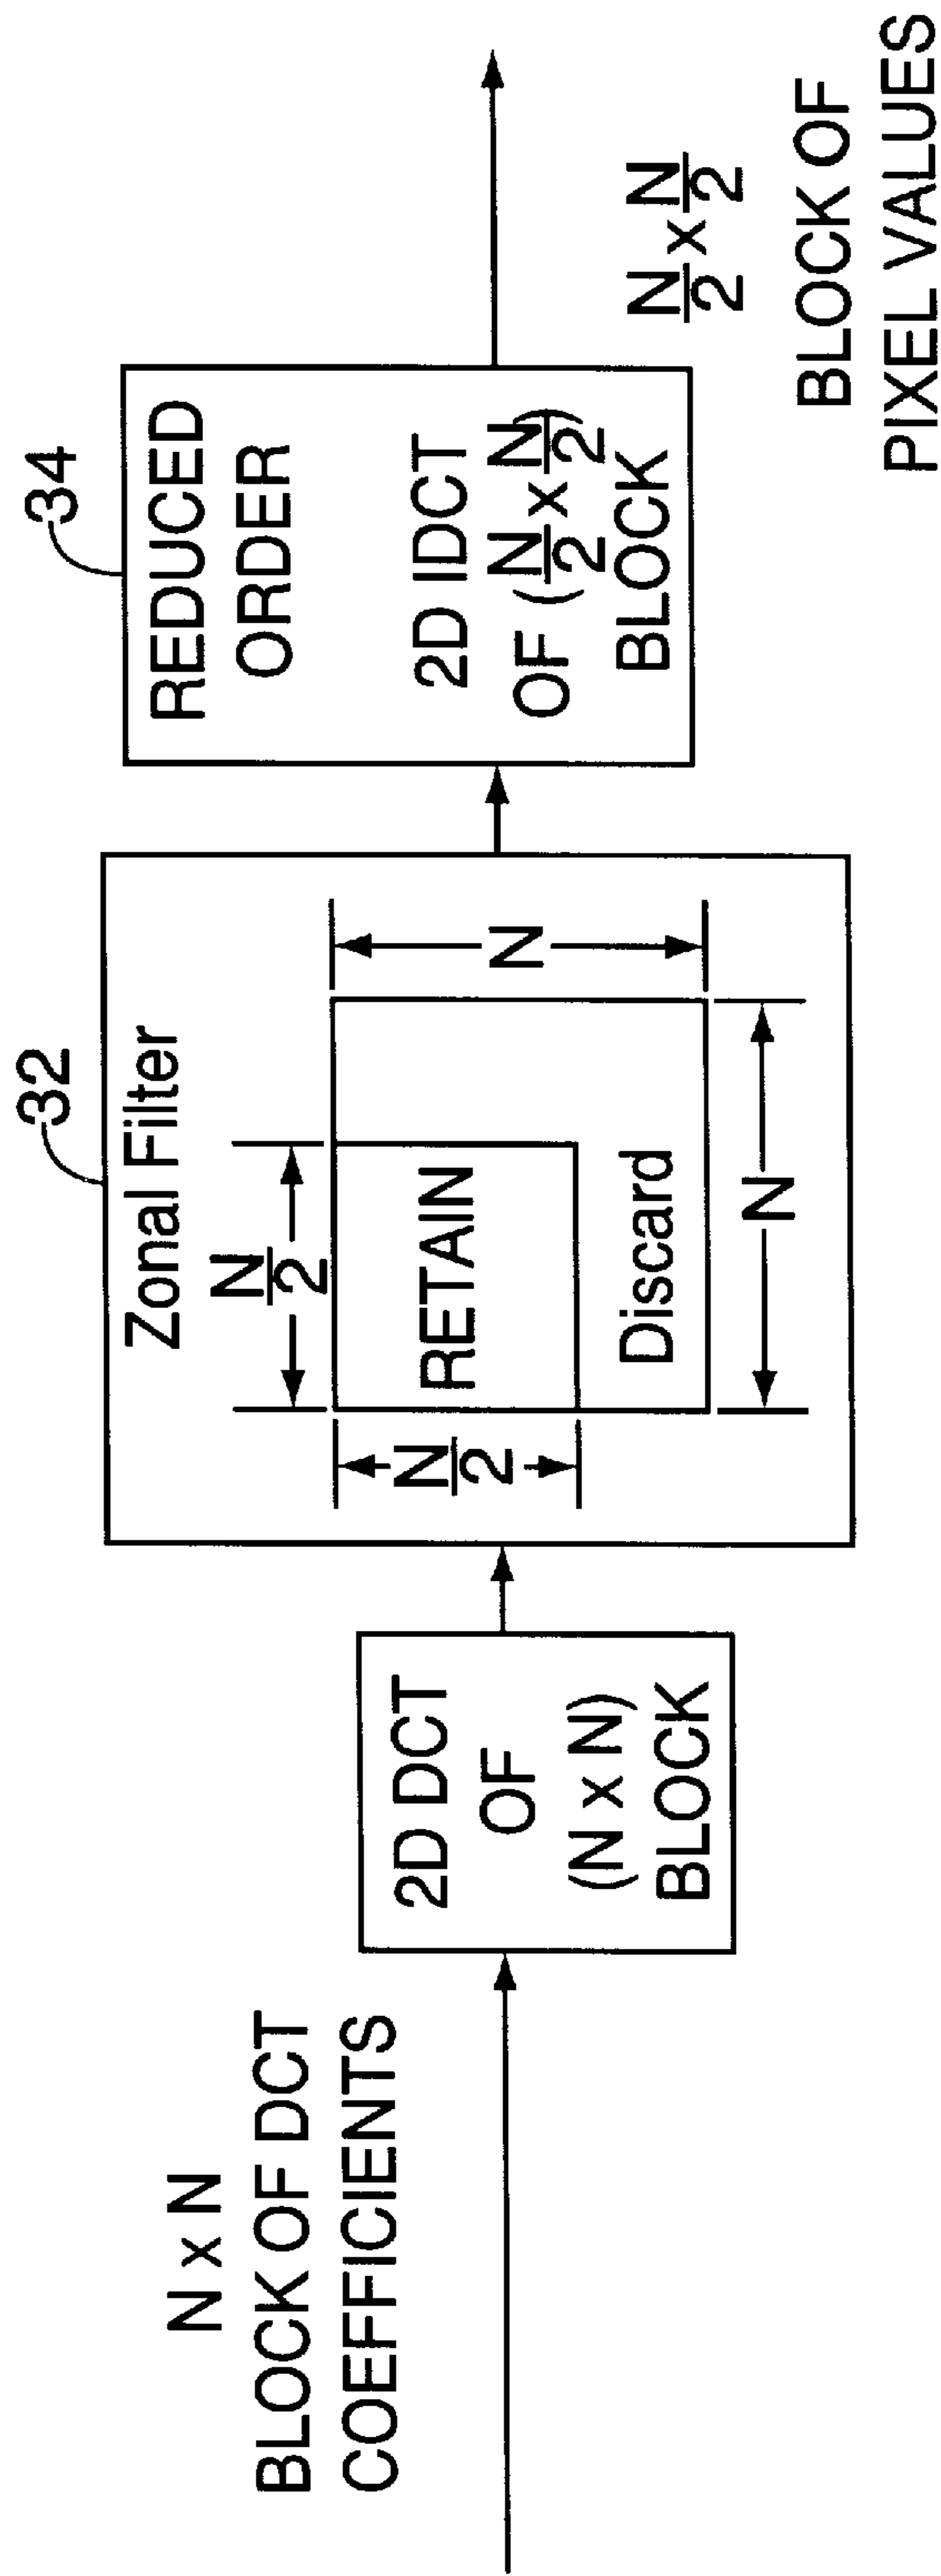 N x N
BLOCK OF DCT
COEFFICIENTS
2D DCT
OF
(N x N)
BLOCK
32
Zonal Filter
N/2
N/2
RETAIN
Discard
N
N
34
REDUCED
ORDER
2D IDCT
OF (N/2 x N/2)
BLOCK
N/2 x N/2
BLOCK OF
PIXEL VALUES